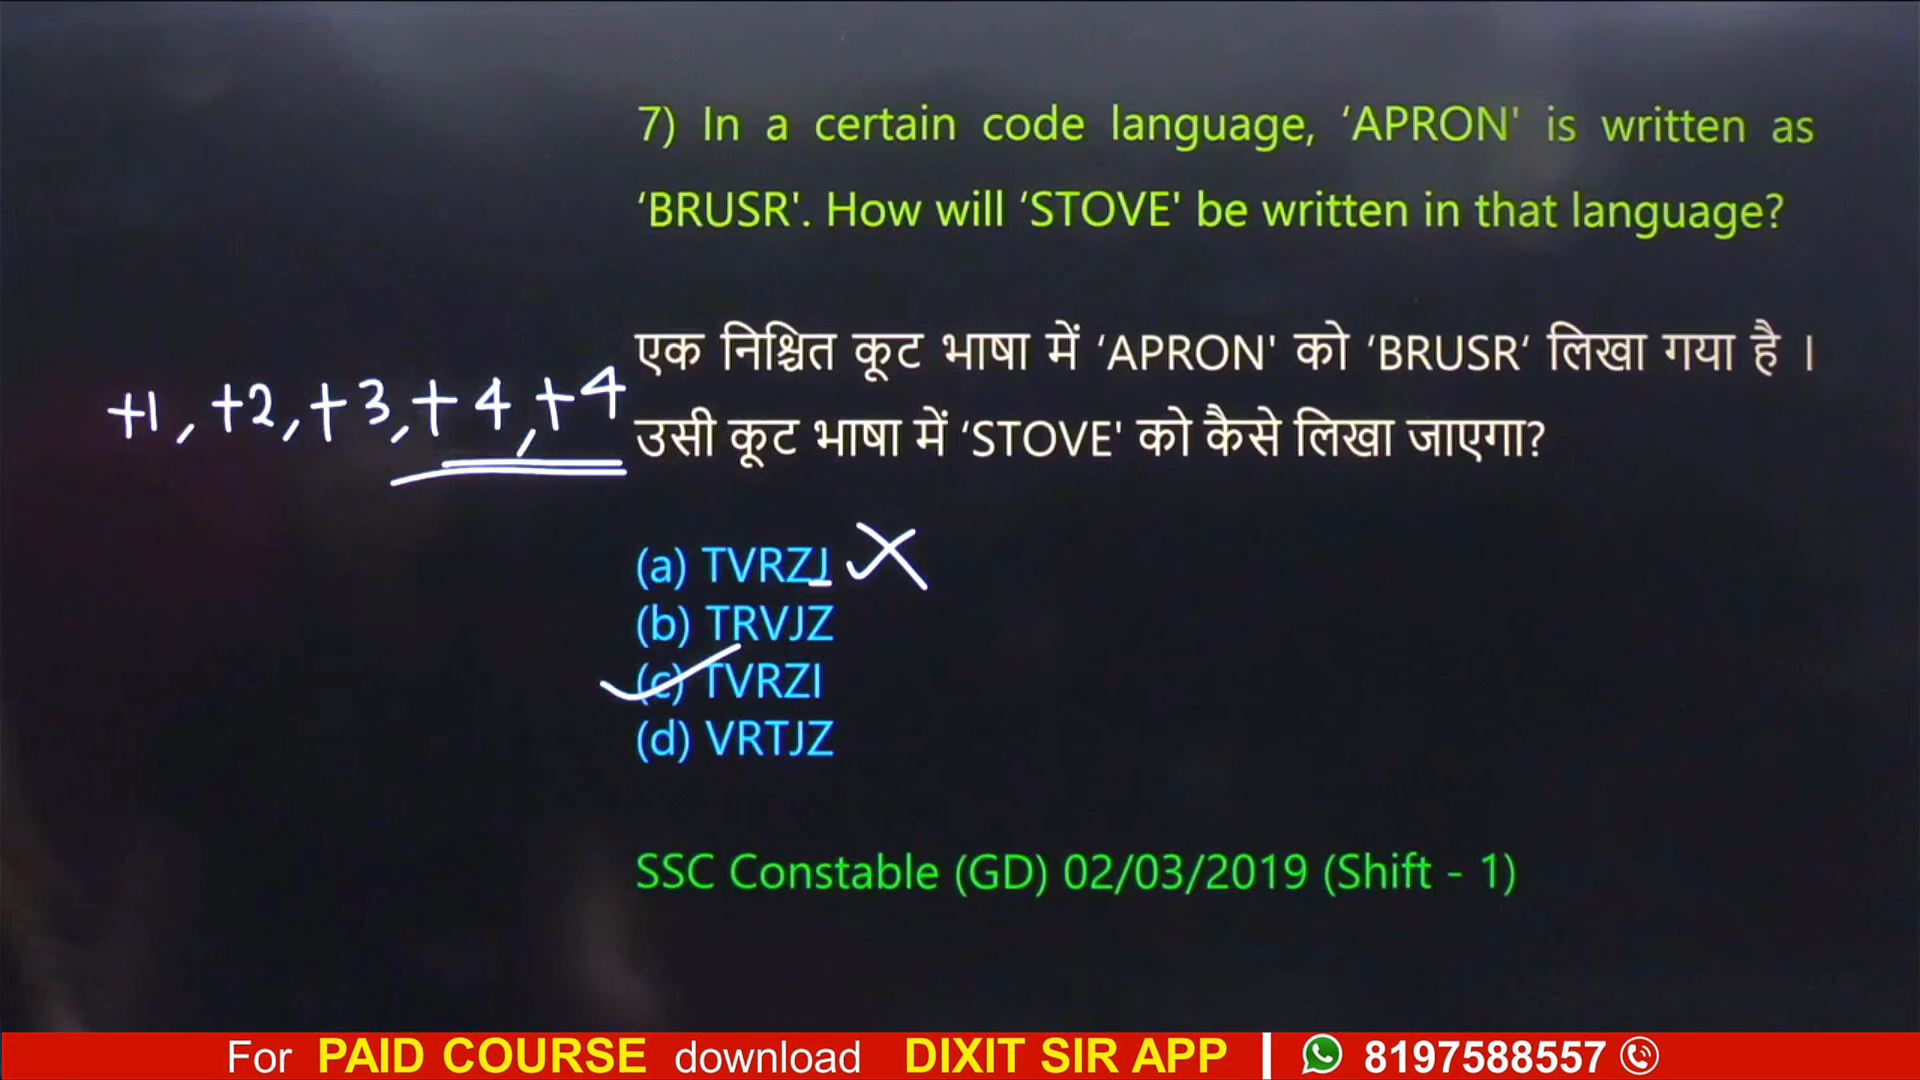 7) In a certain code language, ‘APRON' is written as
‘BRUSR'. How will ‘STOVE' be written in that language?
एक निश्चित कूट भाषा में ‘APRON' को ‘BRUSR‘ लिखा गया है ।
+1, +2, +3, +4, +4
उसी कूट भाषा में ‘STOVE' को कैसे लिखा जाएगा?
(a) TVRZJ
(b) TRVJZ
(c) TVRZI
(d) VRTJZ
SSC Constable (GD) 02/03/2019 (Shift - 1)
For PAID COURSE download DIXIT SIR APP | 8197588557